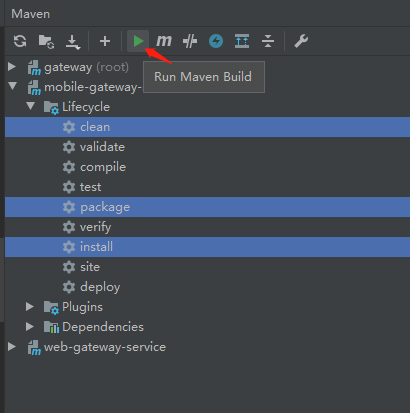 Maven
m
gateway (root)
Run Maven Build
mobile-gateway-
Lifecycle
clean
validate
compile
test
package
verify
install
site
deploy
Plugins
Dependencies
web-gateway-service